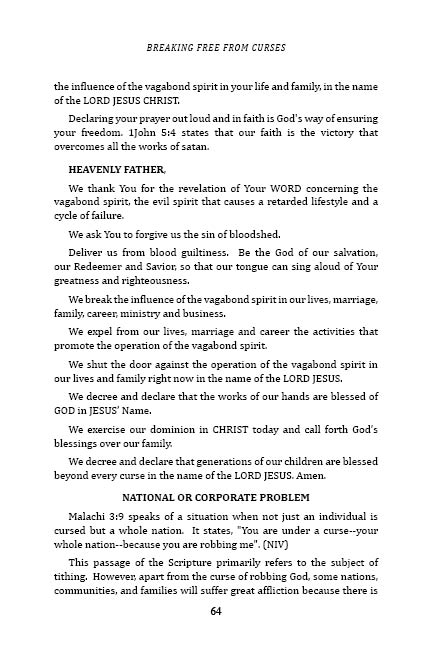 BREAKING FREE FROM CURSES
the influence of the vagabond spirit in your life and family, in the name
of the LORD JESUS CHRIST.
Declaring your prayer out loud and in faith is God's way of ensuring
your freedom. 1John 5:4 states that our faith is the victory that
overcomes all the works of satan.
HEAVENLY FATHER,
We thank You for the revelation of Your WORD concerning the
vagabond spirit, the evil spirit that causes a retarded lifestyle and a
cycle of failure.
We ask You to forgive us the sin of bloodshed.
Deliver us from blood guiltiness. Be the God of our salvation,
our Redeemer and Savior, so that our tongue can sing aloud of Your
greatness and righteousness.
We break the influence of the vagabond spirit in our lives, marriage,
family, career, ministry and business.
We expel from our lives, marriage and career the activities that
promote the operation of the vagabond spirit.
We shut the door against the operation of the vagabond spirit in
our lives and family right now in the name of the LORD JESUS.
We decree and declare that the works of our hands are blessed of
GOD in JESUS' Name.
We exercise our dominion in CHRIST today and call forth God's
blessings over our family.
We decree and declare that generations of our children are blessed
beyond every curse in the name of the LORD JESUS. Amen.
NATIONAL OR CORPORATE PROBLEM
Malachi 3:9 speaks of a situation when not just an individual is
cursed but a whole nation. It states, "You are under a curse--your
whole nation--because you are robbing me". (NIV)
This passage of the Scripture primarily refers to the subject of
tithing. However, apart from the curse of robbing God, some nations,
communities, and families will suffer great affliction because there is
64